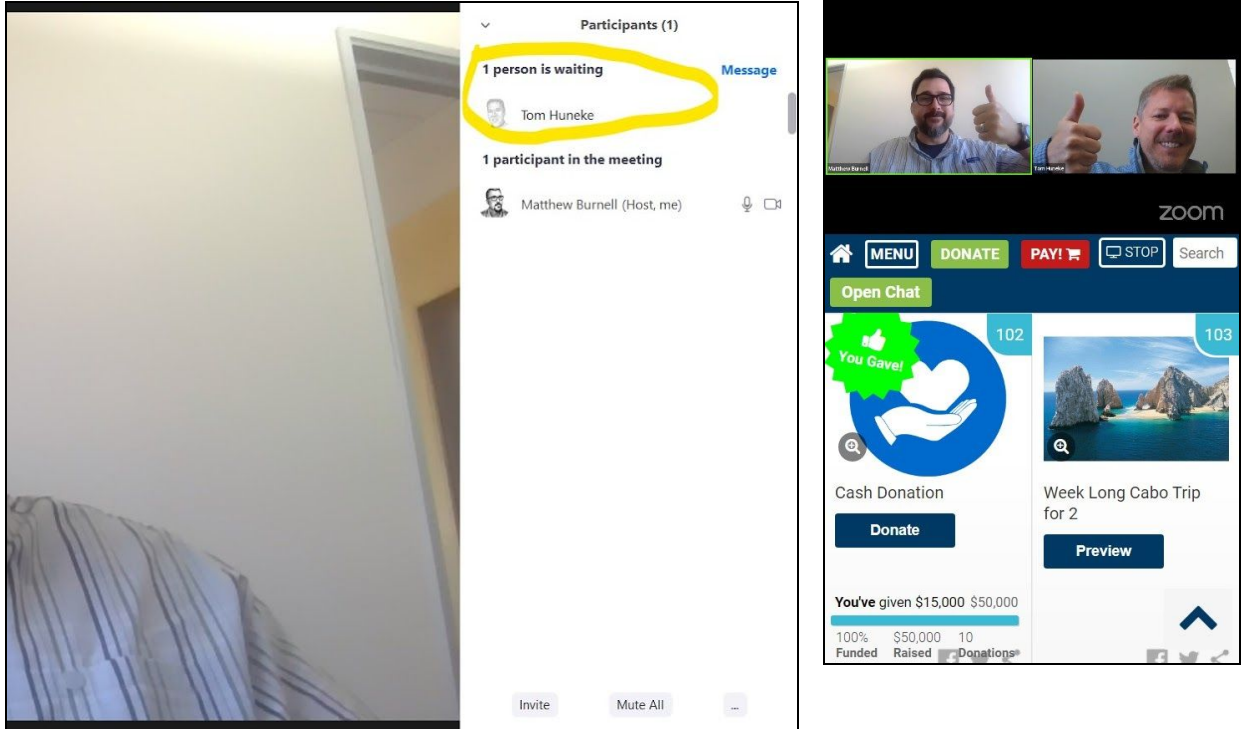 Participants (1)
1 person is waiting
Message
Tom Huneke
1 participant in the meeting
Matthew Burnell (Host, me)
Invite
Mute All
...
Matthew Burnell
Tom Huneke
zoom
MENU
DONATE
PAY!
STOP
Search
Open Chat
You Gave!
102
103
Cash Donation
Donate
Week Long Cabo Trip
for 2
Preview
You've given $15,000 $50,000
100% $50,000 10
Funded Raised Donations